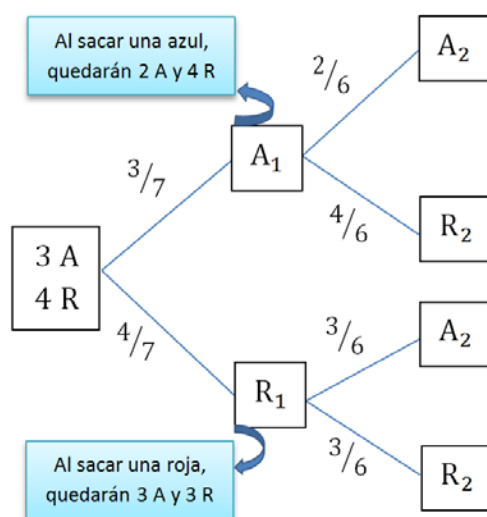 Al sacar una azul,
quedarán 2 A y 4 R
A₂
2/6
3/7
A₁
4/6
R₂
3 A
4 R
4/7
3/6
A₂
R₁
3/6
R₂
Al sacar una roja,
quedarán 3 A y 3 R